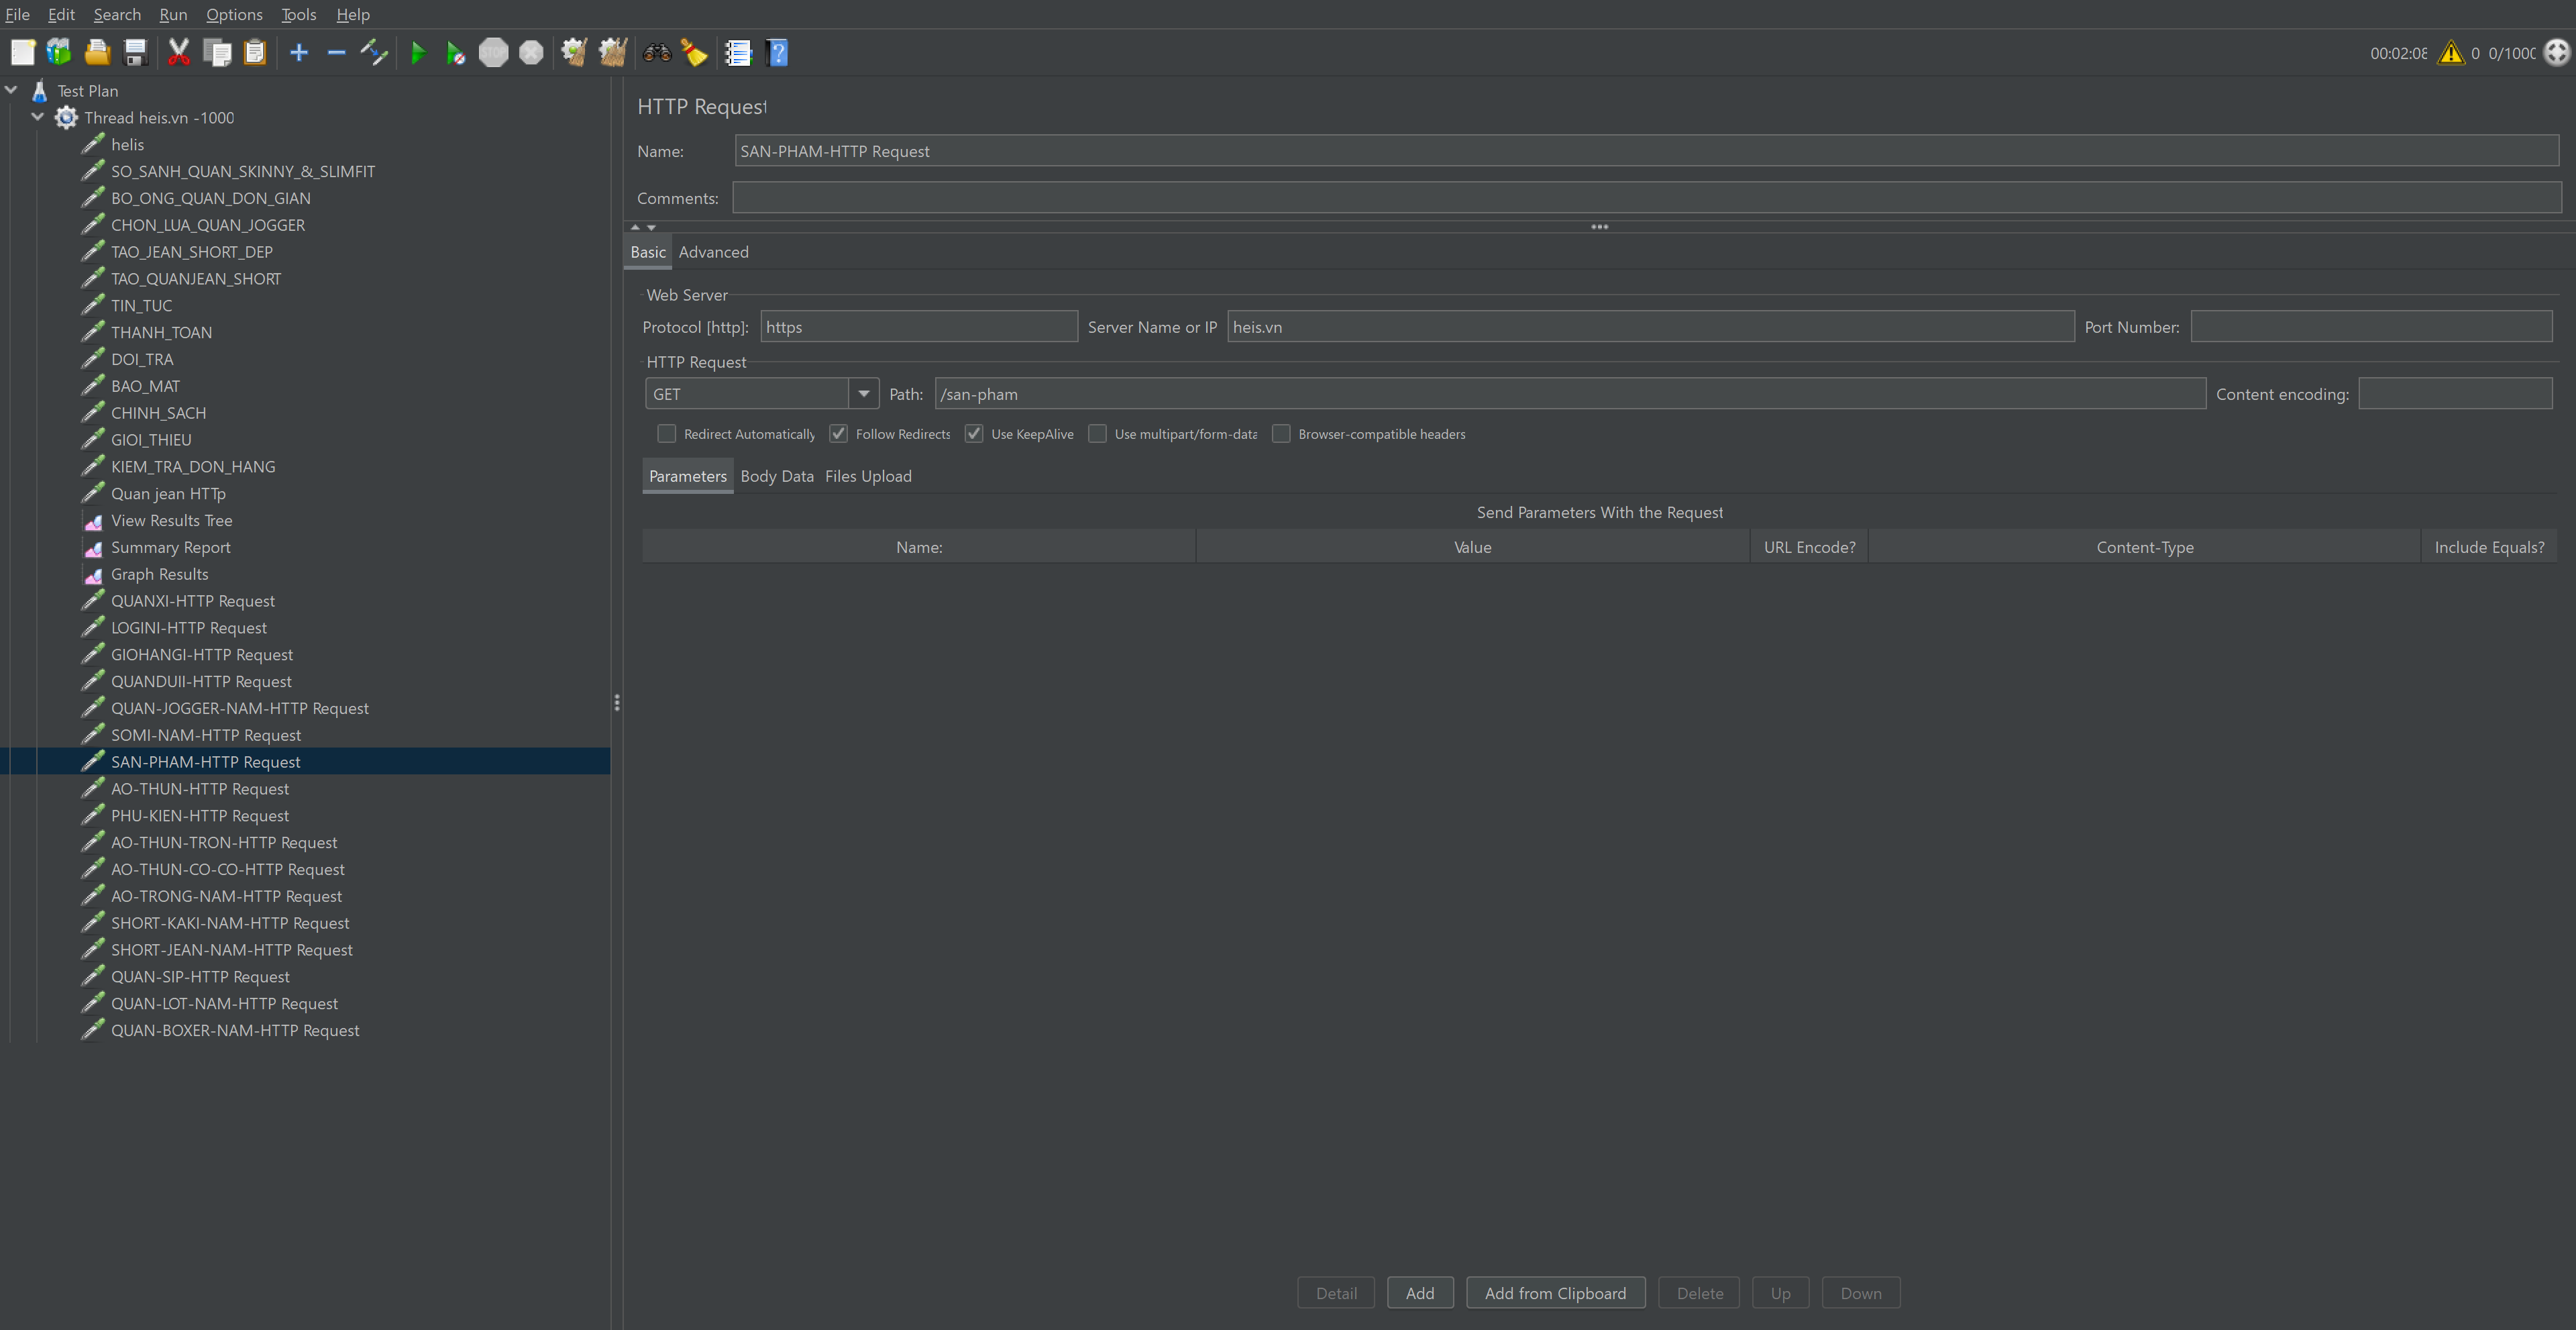 File Edit Search Run Options Tools Help
STOP ? 00:02:08 0 0/1000
Test Plan
Thread heis.vn -1000
helis
SO_SANH_QUAN_SKINNY_&_SLIMFIT
BO_ONG_QUAN_DON_GIAN
CHON_LUA_QUAN_JOGGER
TAO_JEAN_SHORT_DEP
TAO_QUANJEAN_SHORT
TIN_TUC
THANH_TOAN
DOI_TRA
BAO_MAT
CHINH_SACH
GIOI_THIEU
KIEM_TRA_DON_HANG
Quan jean HTTp
View Results Tree
Summary Report
Graph Results
QUANXI-HTTP Request
LOGINI-HTTP Request
GIOHANGI-HTTP Request
QUANDUII-HTTP Request
QUAN-JOGGER-NAM-HTTP Request
SOMI-NAM-HTTP Request
SAN-PHAM-HTTP Request
AO-THUN-HTTP Request
PHU-KIEN-HTTP Request
AO-THUN-TRON-HTTP Request
AO-THUN-CO-CO-HTTP Request
AO-TRONG-NAM-HTTP Request
SHORT-KAKI-NAM-HTTP Request
SHORT-JEAN-NAM-HTTP Request
QUAN-SIP-HTTP Request
QUAN-LOT-NAM-HTTP Request
QUAN-BOXER-NAM-HTTP Request
HTTP Request
Name: SAN-PHAM-HTTP Request
Comments:
Basic Advanced
Web Server
Protocol [http]: https Server Name or IP heis.vn Port Number:
HTTP Request
GET Path: /san-pham Content encoding:
Redirect Automatically Follow Redirects Use KeepAlive Use multipart/form-data Browser-compatible headers
Parameters Body Data Files Upload
Send Parameters With the Request
Name: Value URL Encode? Content-Type Include Equals?
Detail Add Add from Clipboard Delete Up Down